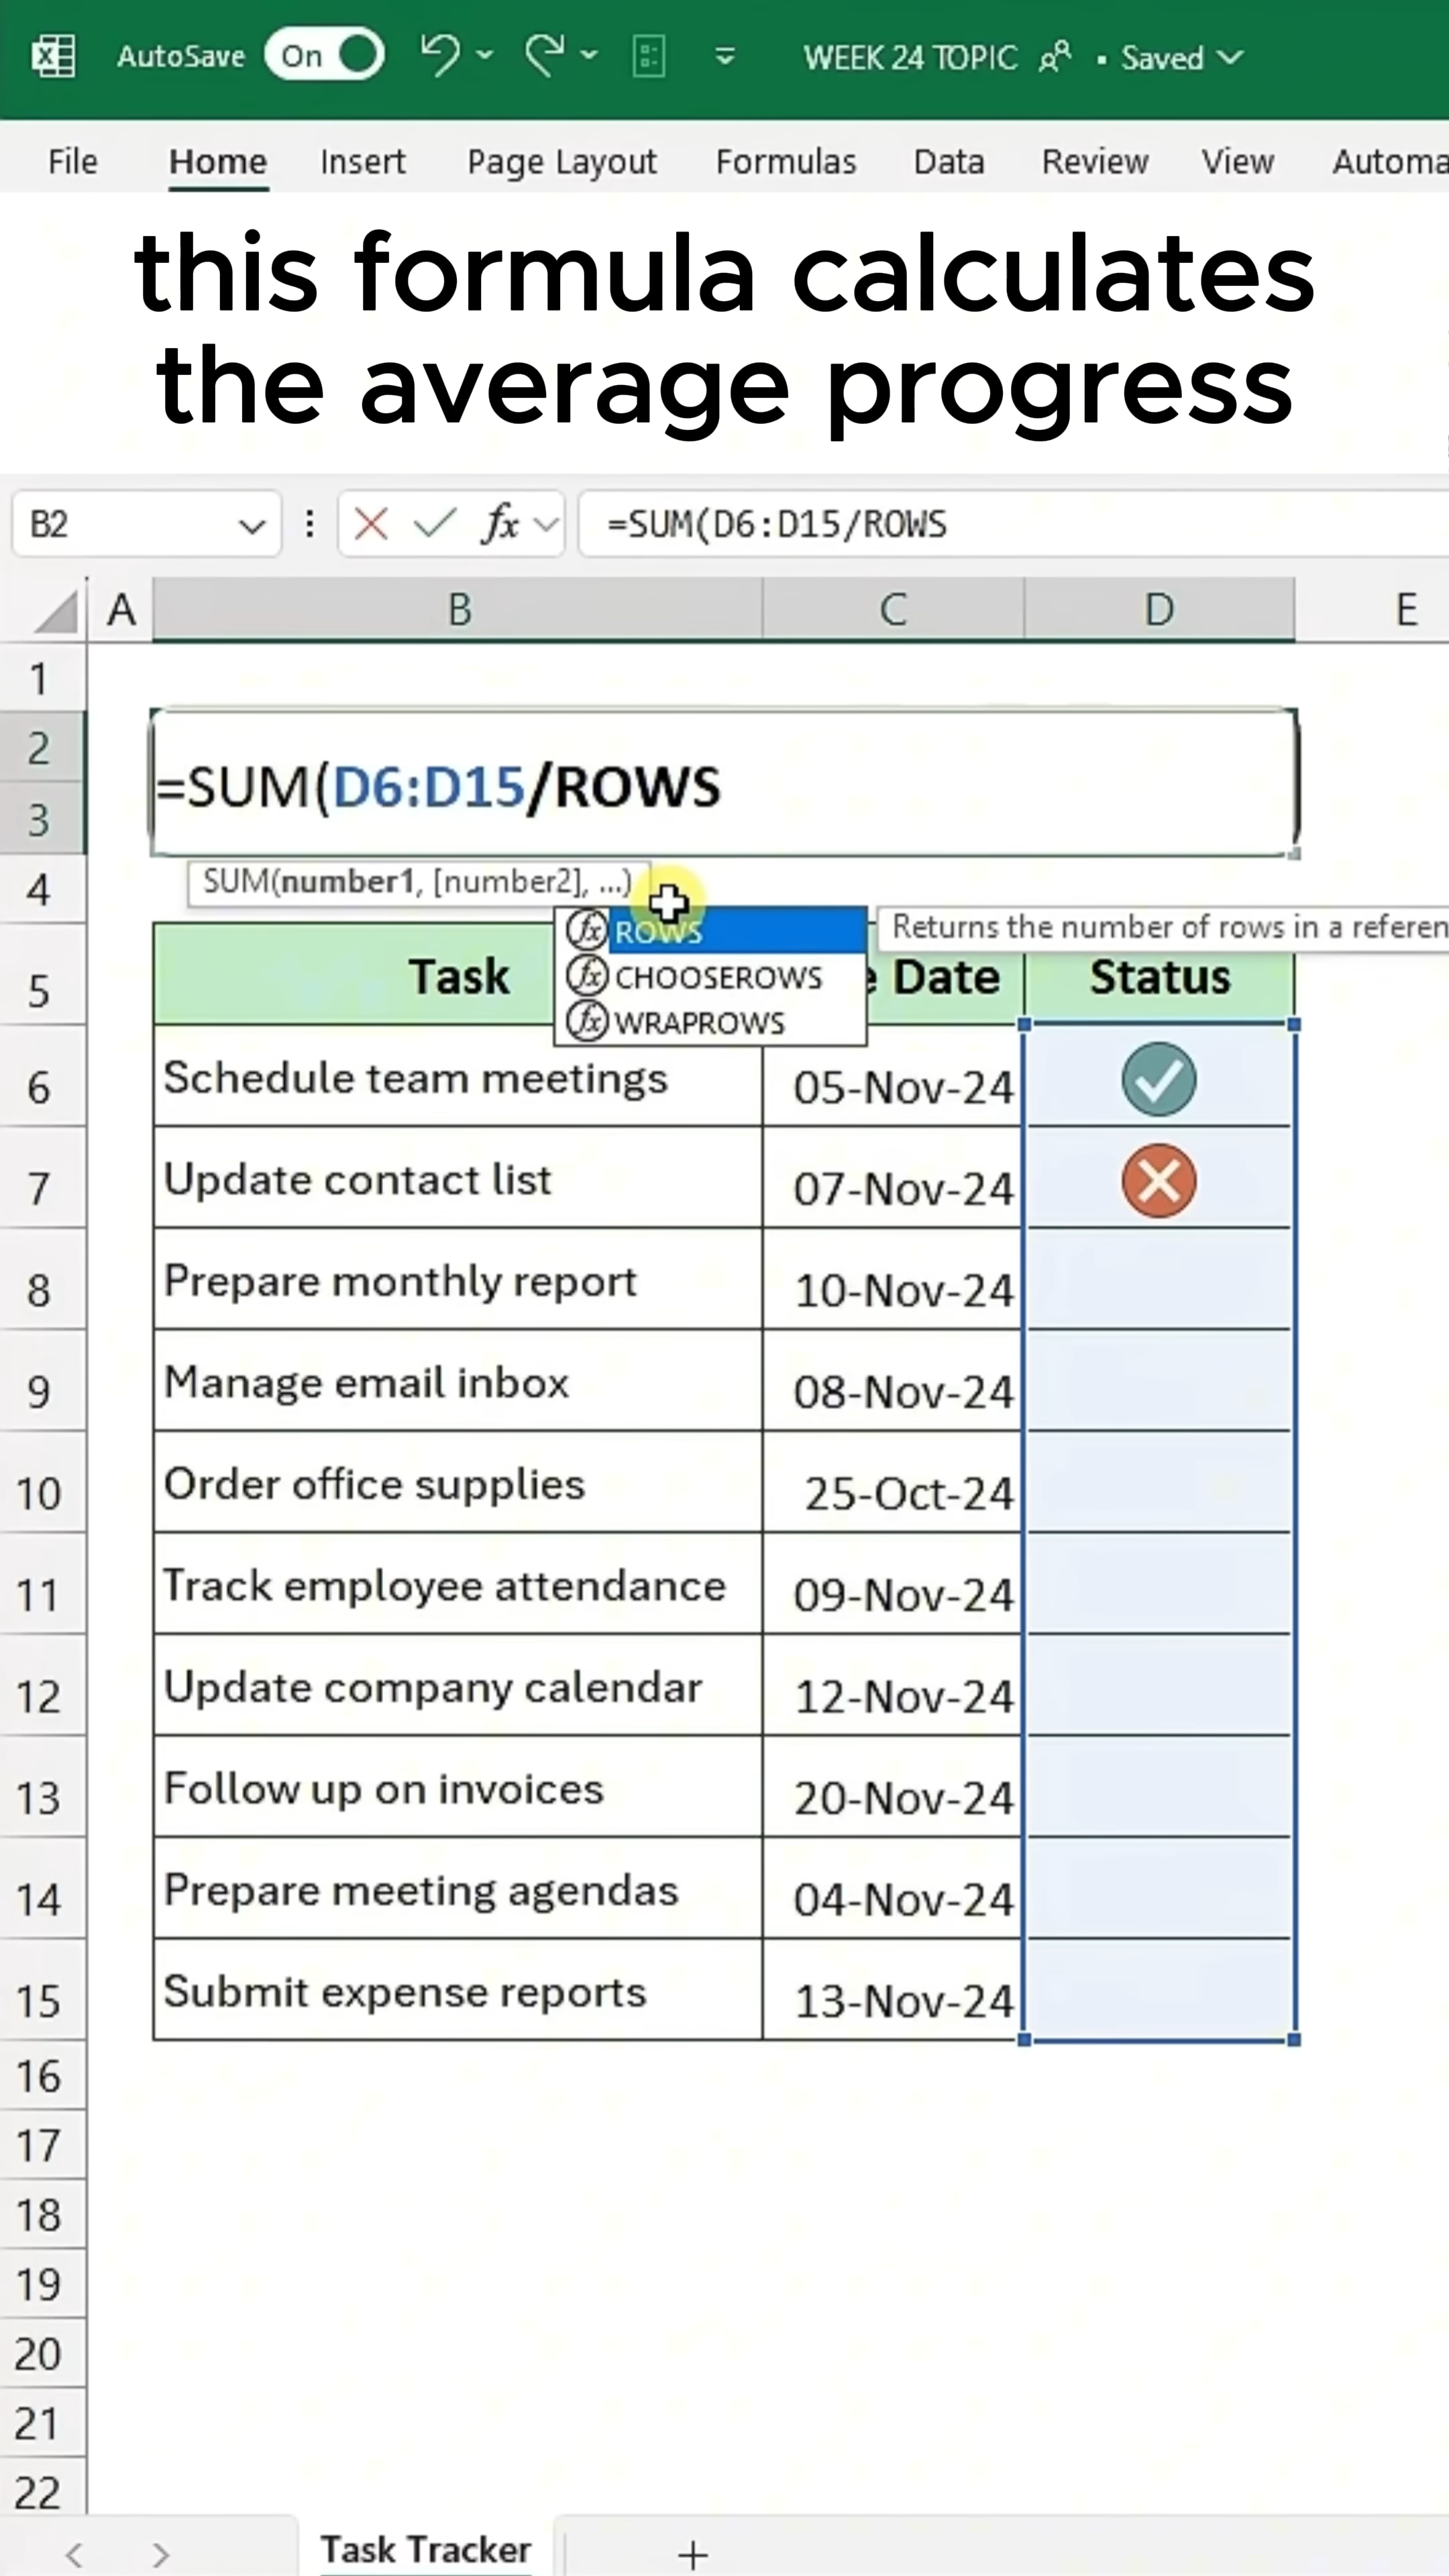 AutoSave On WEEK 24 TOPIC • Saved
File Home Insert Page Layout Formulas Data Review View Automa
this formula calculates
the average progress
B2 fx =SUM(D6:D15/ROWS
A B C D E
1
2
=SUM(D6:D15/ROWS
3
SUM(number1, [number2], ...)
4
fx ROWS Returns the number of rows in a referen
fx CHOOSEROWS
fx WRAPROWS
5 Task e Date Status
6 Schedule team meetings 05-Nov-24
7 Update contact list 07-Nov-24
8 Prepare monthly report 10-Nov-24
9 Manage email inbox 08-Nov-24
10 Order office supplies 25-Oct-24
11 Track employee attendance 09-Nov-24
12 Update company calendar 12-Nov-24
13 Follow up on invoices 20-Nov-24
14 Prepare meeting agendas 04-Nov-24
15 Submit expense reports 13-Nov-24
16
17
18
19
20
21
22
Task Tracker +